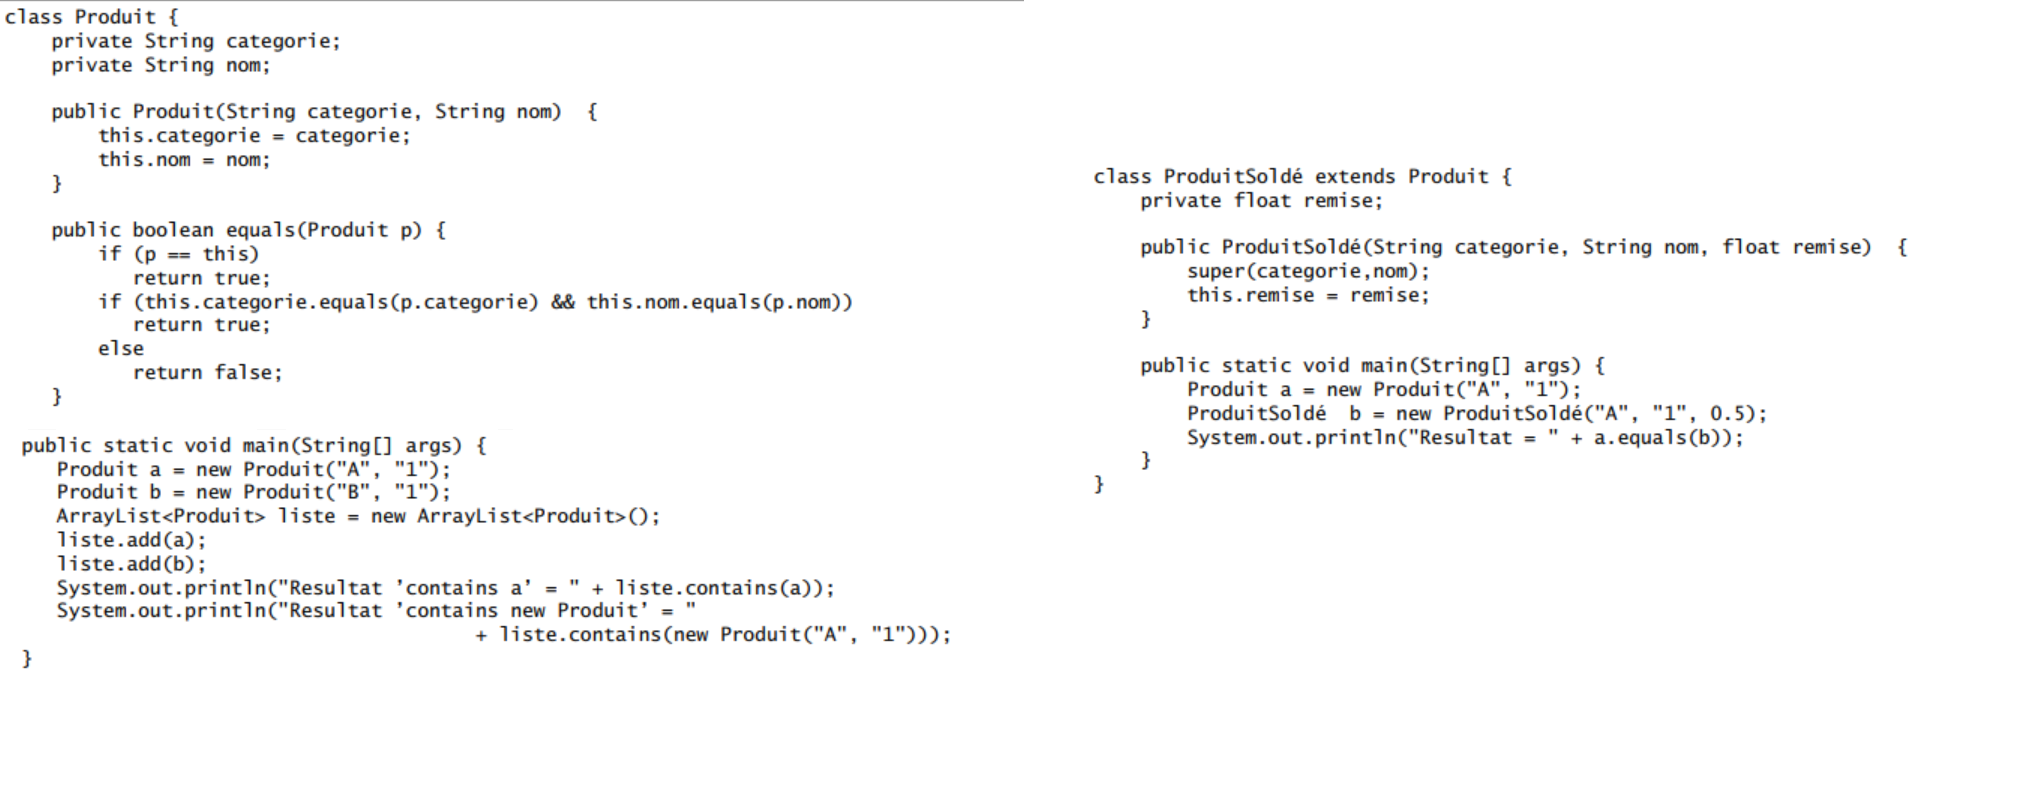 class Produit {
    private String categorie;
    private String nom;

    public Produit(String categorie, String nom)  {
        this.categorie = categorie;
        this.nom = nom;
    }

    public boolean equals(Produit p) {
        if (p == this)
           return true;
        if (this.categorie.equals(p.categorie) && this.nom.equals(p.nom))
           return true;
        else
           return false;
    }

 public static void main(String[] args) {
    Produit a = new Produit("A", "1");
    Produit b = new Produit("B", "1");
    ArrayList<Produit> liste = new ArrayList<Produit>();
    liste.add(a);
    liste.add(b);
    System.out.println("Resultat ’contains a’ = " + liste.contains(a));
    System.out.println("Resultat ’contains new Produit’ = "
                                        + liste.contains(new Produit("A", "1")));
 }
class ProduitSoldé extends Produit {
    private float remise;

    public ProduitSoldé(String categorie, String nom, float remise)  {
        super(categorie,nom);
        this.remise = remise;
    }

    public static void main(String[] args) {
        Produit a = new Produit("A", "1");
        ProduitSoldé  b = new ProduitSoldé("A", "1", 0.5);
        System.out.println("Resultat = " + a.equals(b));
    }
}